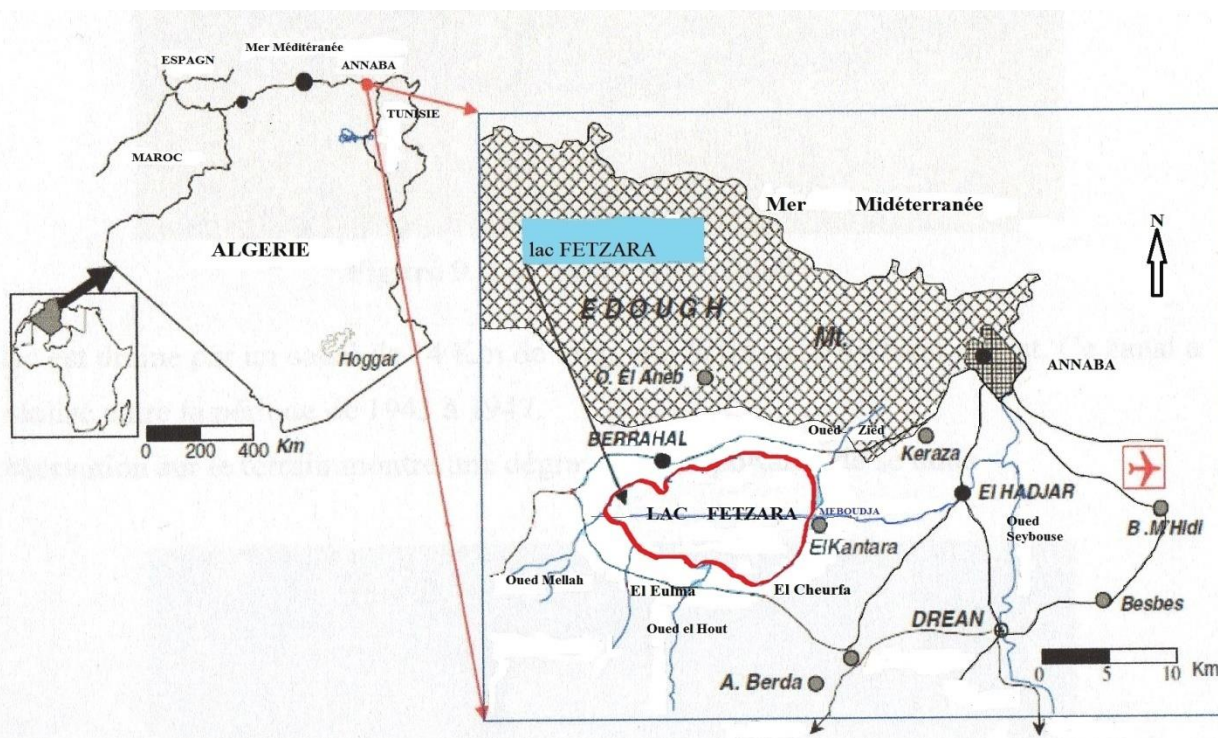 Mer Méditéranée
ESPAGN
ANNABA
TUNISIE
MAROC
ALGERIE
Hoggar
0 200 400 Km
Mer Midéterranée
N
lac FETZARA
EDOUGH
Mt.
ANNABA
O. El Aneb
Oued Zièd
BERRAHAL
Keraza
El HADJAR
LAC FETZARA
MEBOUDJA
B .M'Hidi
ElKantara
Oued
Seybouse
Oued Mellah
El Eulma
El Cheurfa
Besbes
Oued el Hout
DREAN
A. Berda
0 5 10 Km